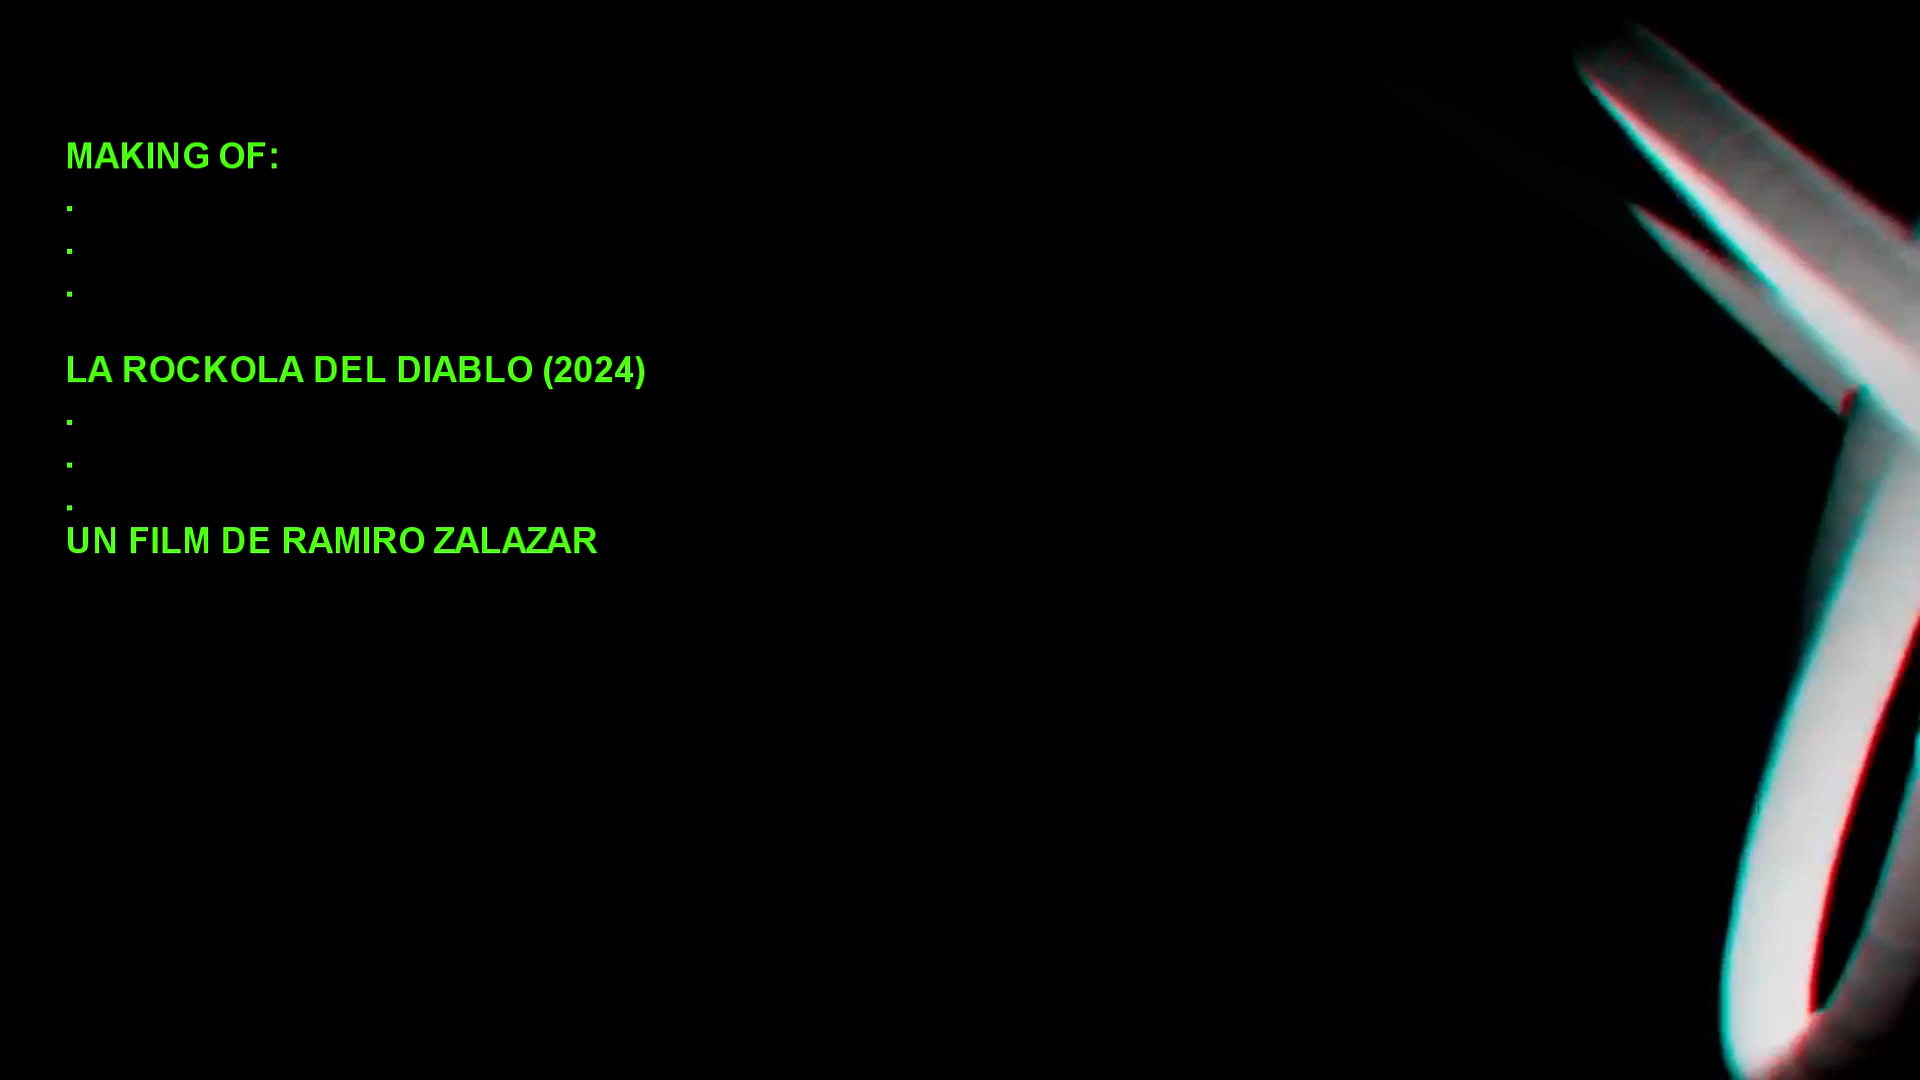 MAKING OF:
.
.
.
LA ROCKOLA DEL DIABLO (2024)
.
.
.
UN FILM DE RAMIRO ZALAZAR